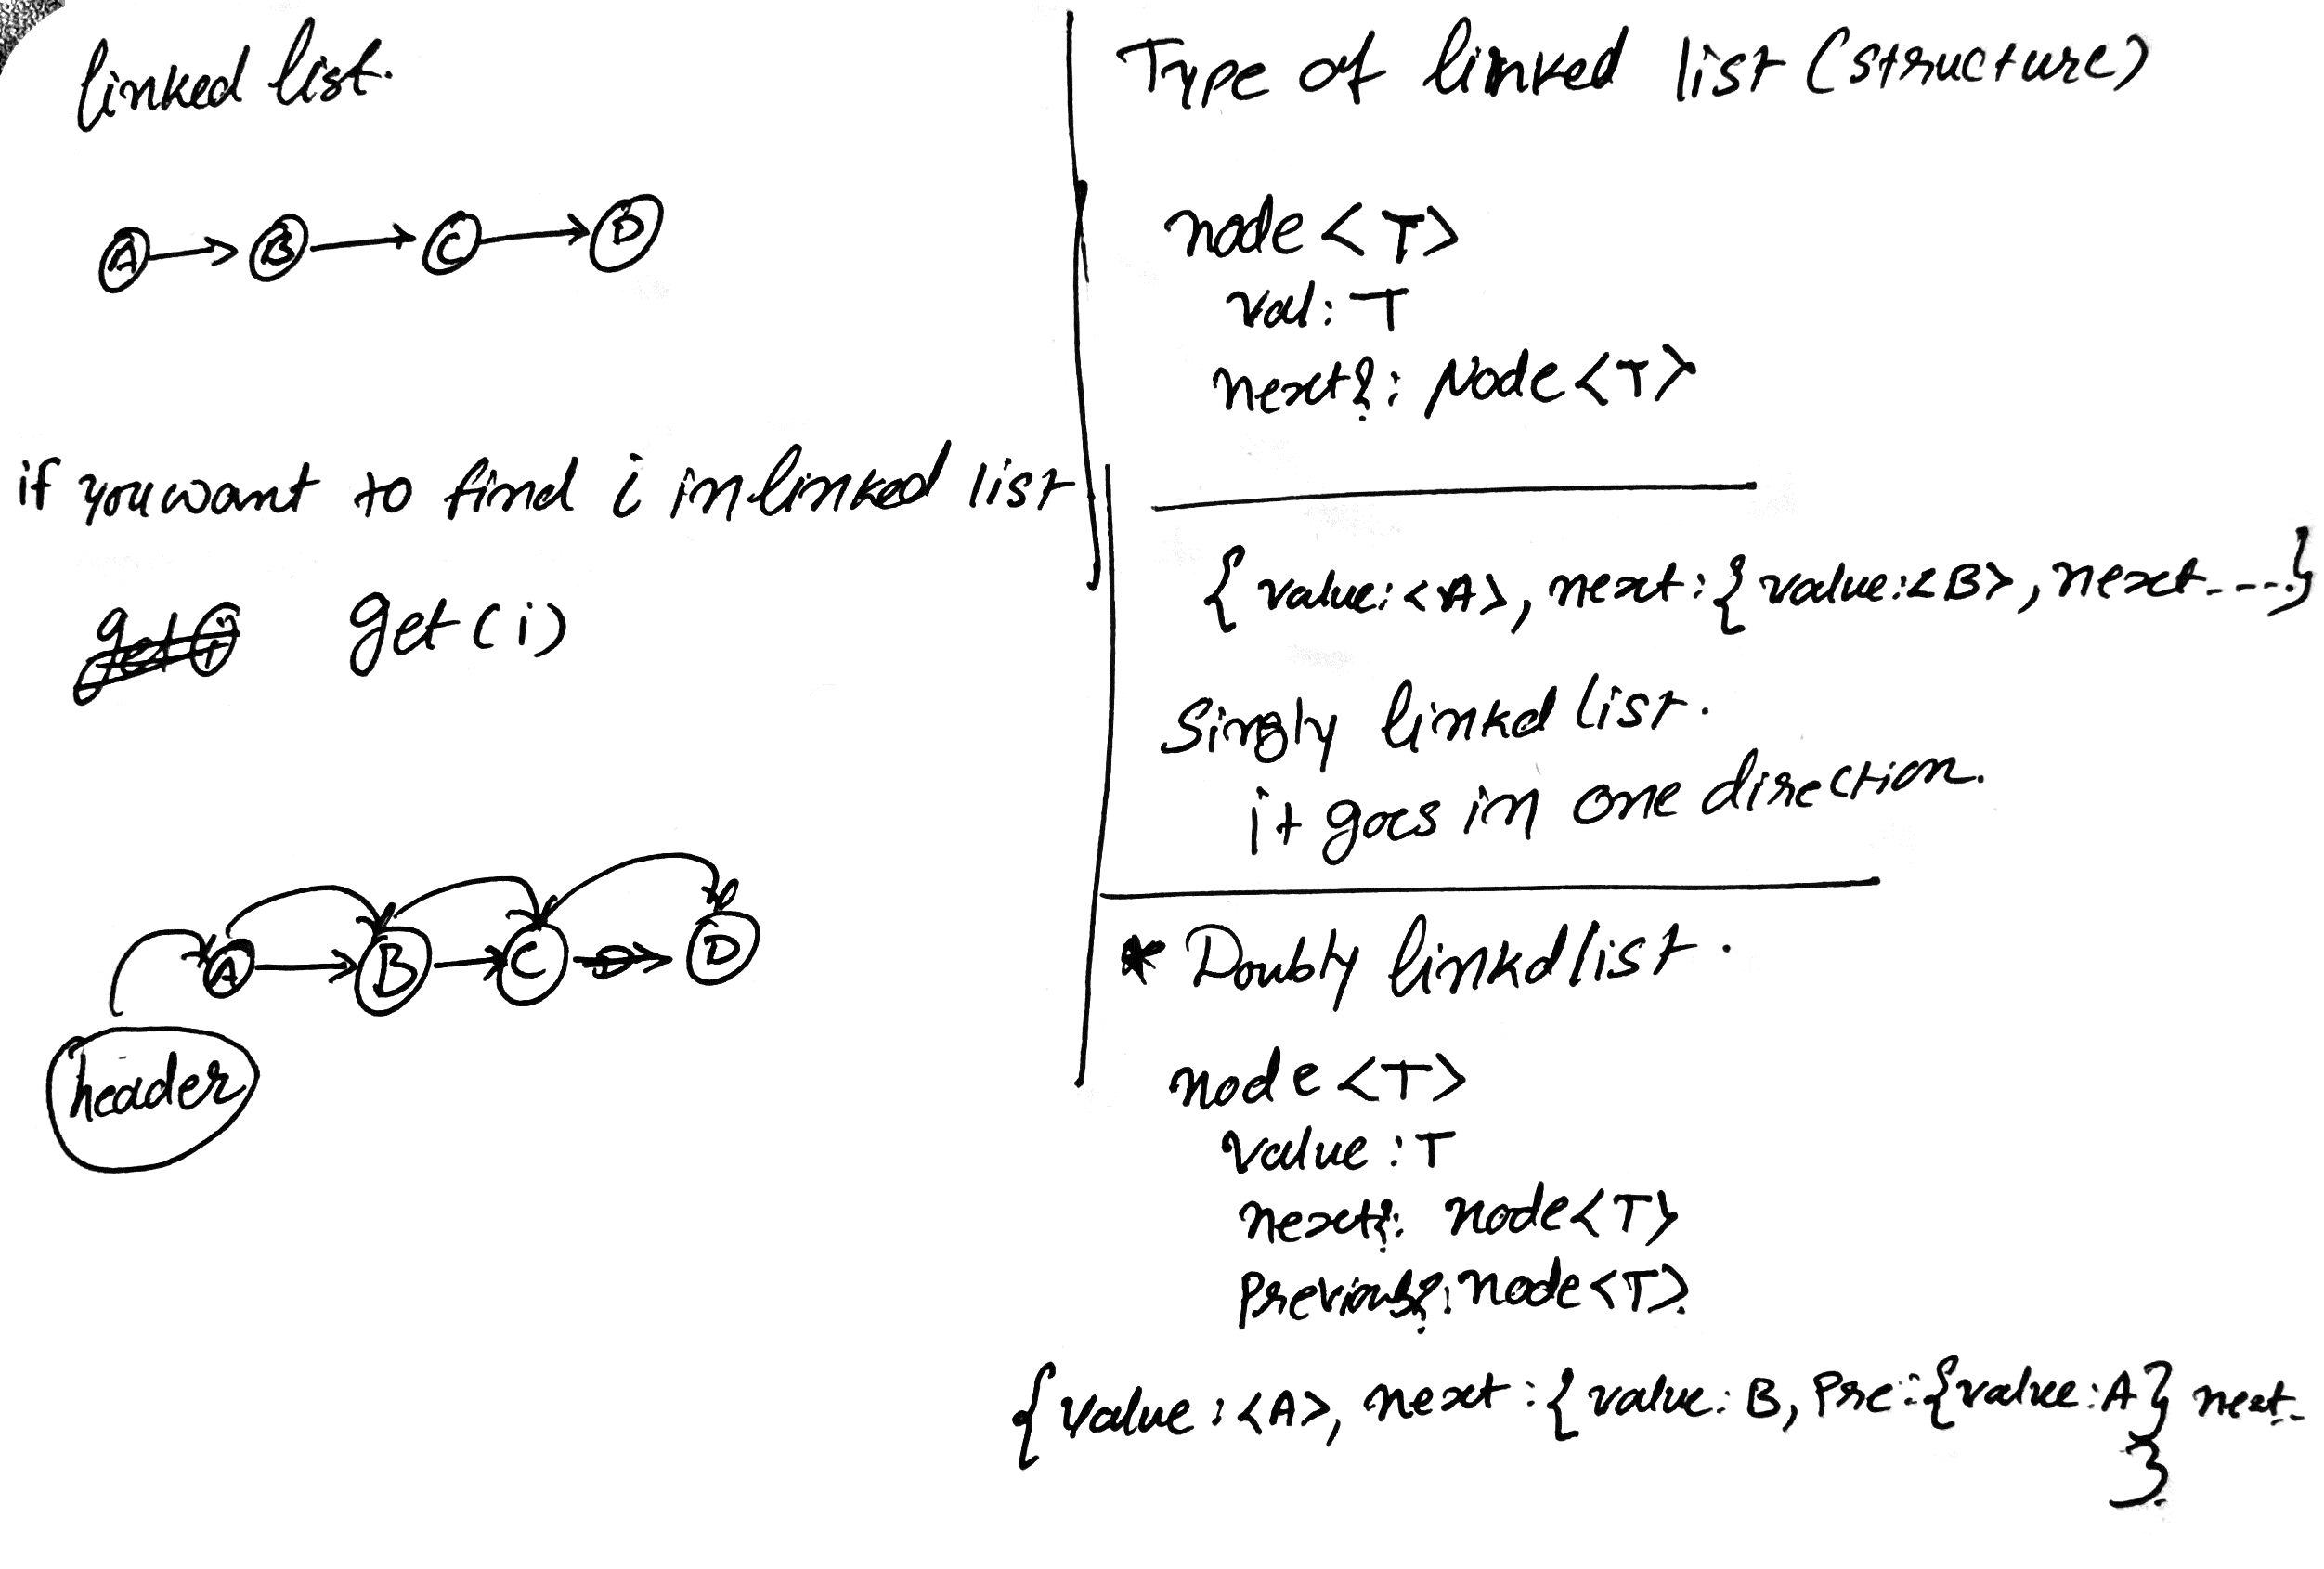 linked list.
A → B → C → D
if you want to find i in linked list
get(i)
A → B → C → D
header
Type of linked list (structure)
node <T>
val: T
next?: Node <T>
{ value: <A>, next: { value: <B>, next---}
Singly linkd list.
it goes in one direction.
* Doubly linkd list.
node <T>
value : T
next?: node <T>
previous?: node <T>
{ value : <A>, next : { value : B, Pre : {value : A} next--
}